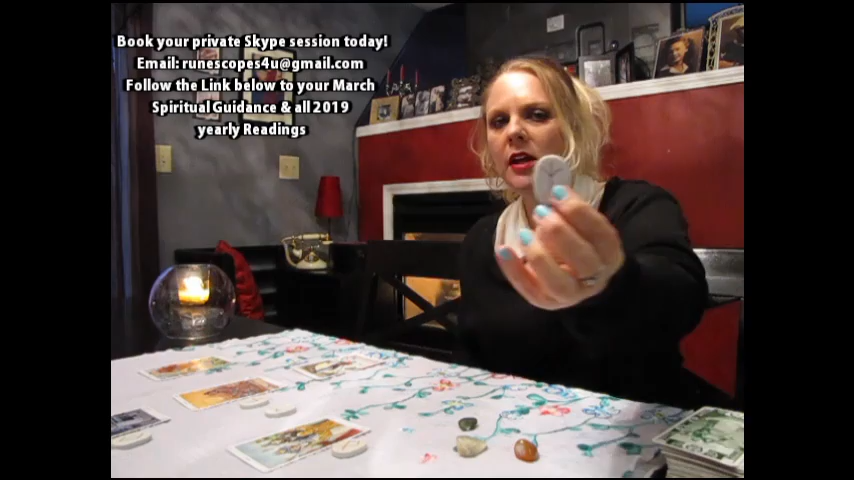 Book your private Skype session today!
Email: runescopes4u@gmail.com
Follow the Link below to your March
Spiritual Guidance & all 2019
yearly Readings